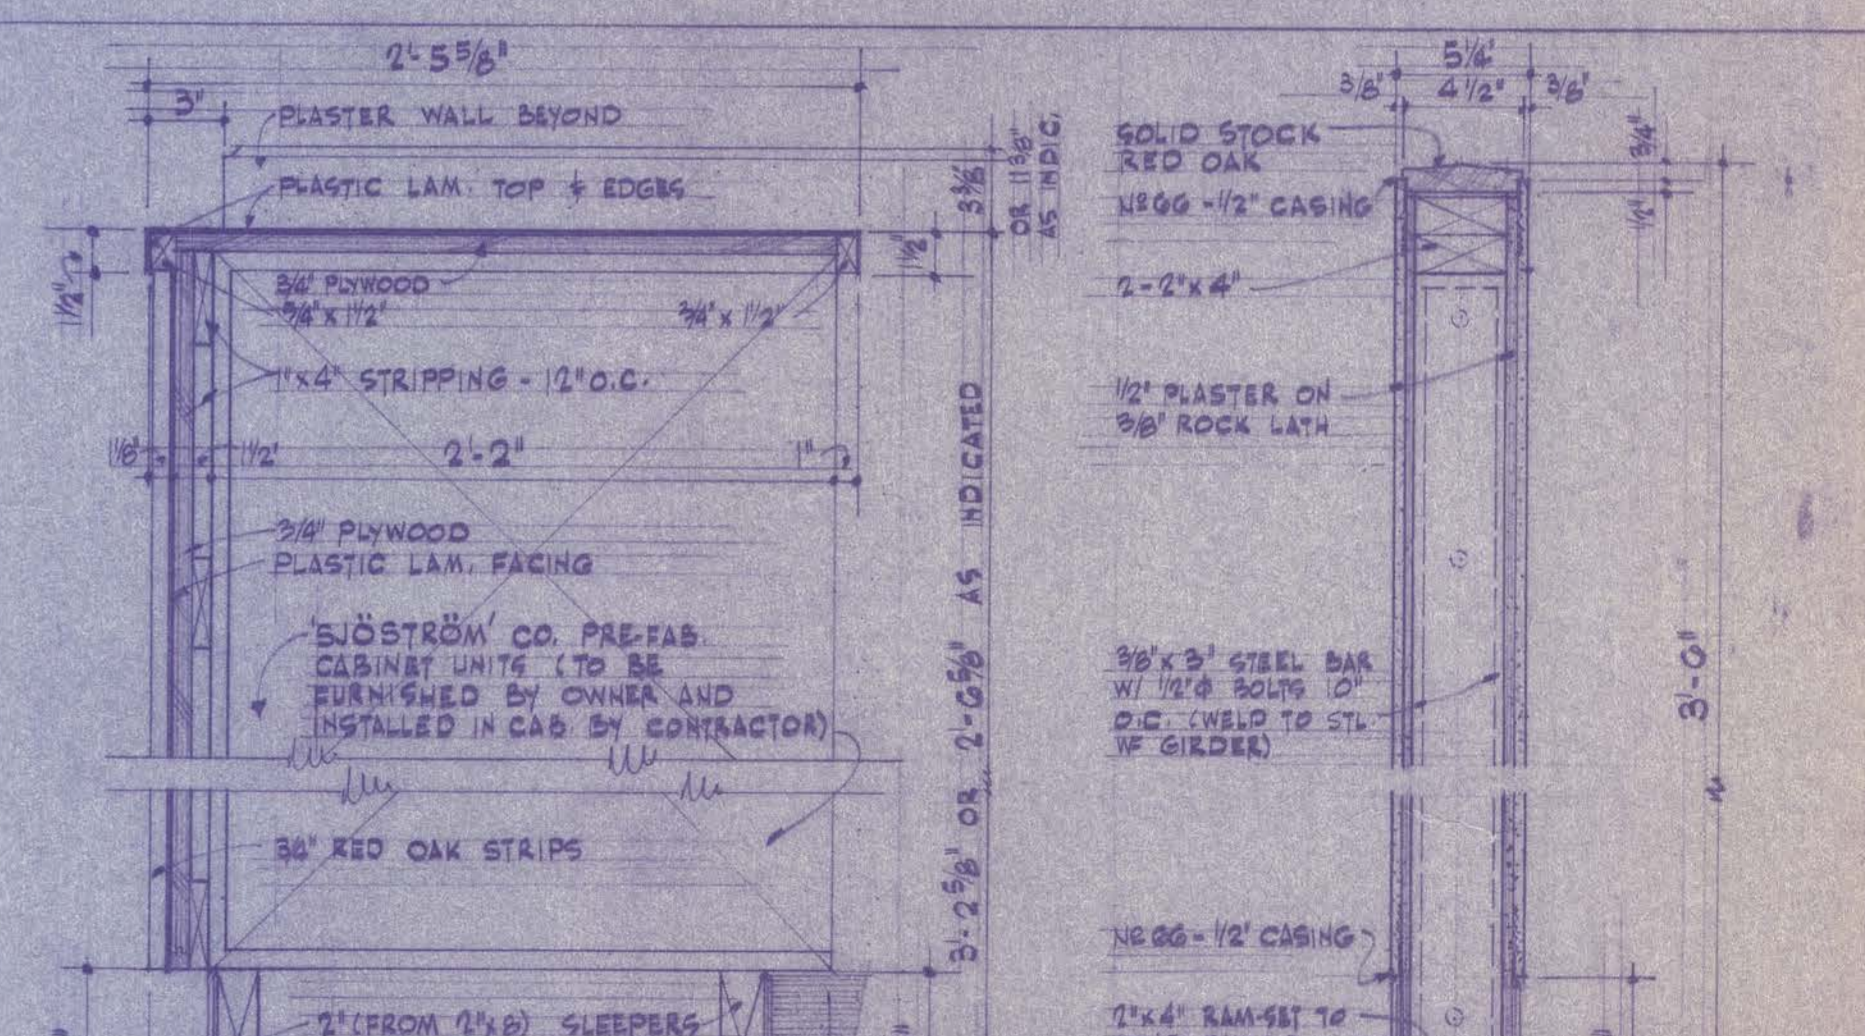 2'-5 5/8"
3"
PLASTER WALL BEYOND
PLASTIC LAM. TOP & EDGES
1 1/2"
3/4" PLYWOOD
3/4" x 1 1/2"
3/4" x 1 1/2"
1 1/2"
3 3/8"
OR 11 3/8"
AS INDIC.
1"x4" STRIPPING - 12" O.C.
1 1/8"
1 1/2"
2'-2"
1"
3/4" PLYWOOD
PLASTIC LAM. FACING
'SJÖSTRÖM' CO. PRE-FAB.
CABINET UNITS (TO BE
FURNISHED BY OWNER AND
INSTALLED IN CAB. BY CONTRACTOR)
3/4" RED OAK STRIPS
3'-2 5/8" OR 2'-6 5/8" AS INDICATED
2" (FROM 2"x8) SLEEPERS
5 1/4"
3/8"
4 1/2"
3/8"
SOLID STOCK
RED OAK
3/4"
1/2"
Nº 66 - 1/2" CASING
2 - 2" x 4"
1/2" PLASTER ON
3/8" ROCK LATH
3/8" x 3" STEEL BAR
W/ 1/2"Φ BOLTS 10"
O.C. (WELD TO STL
WF GIRDER)
3'-0"
Nº 66 - 1/2" CASING
2"x4" RAM-SET TO